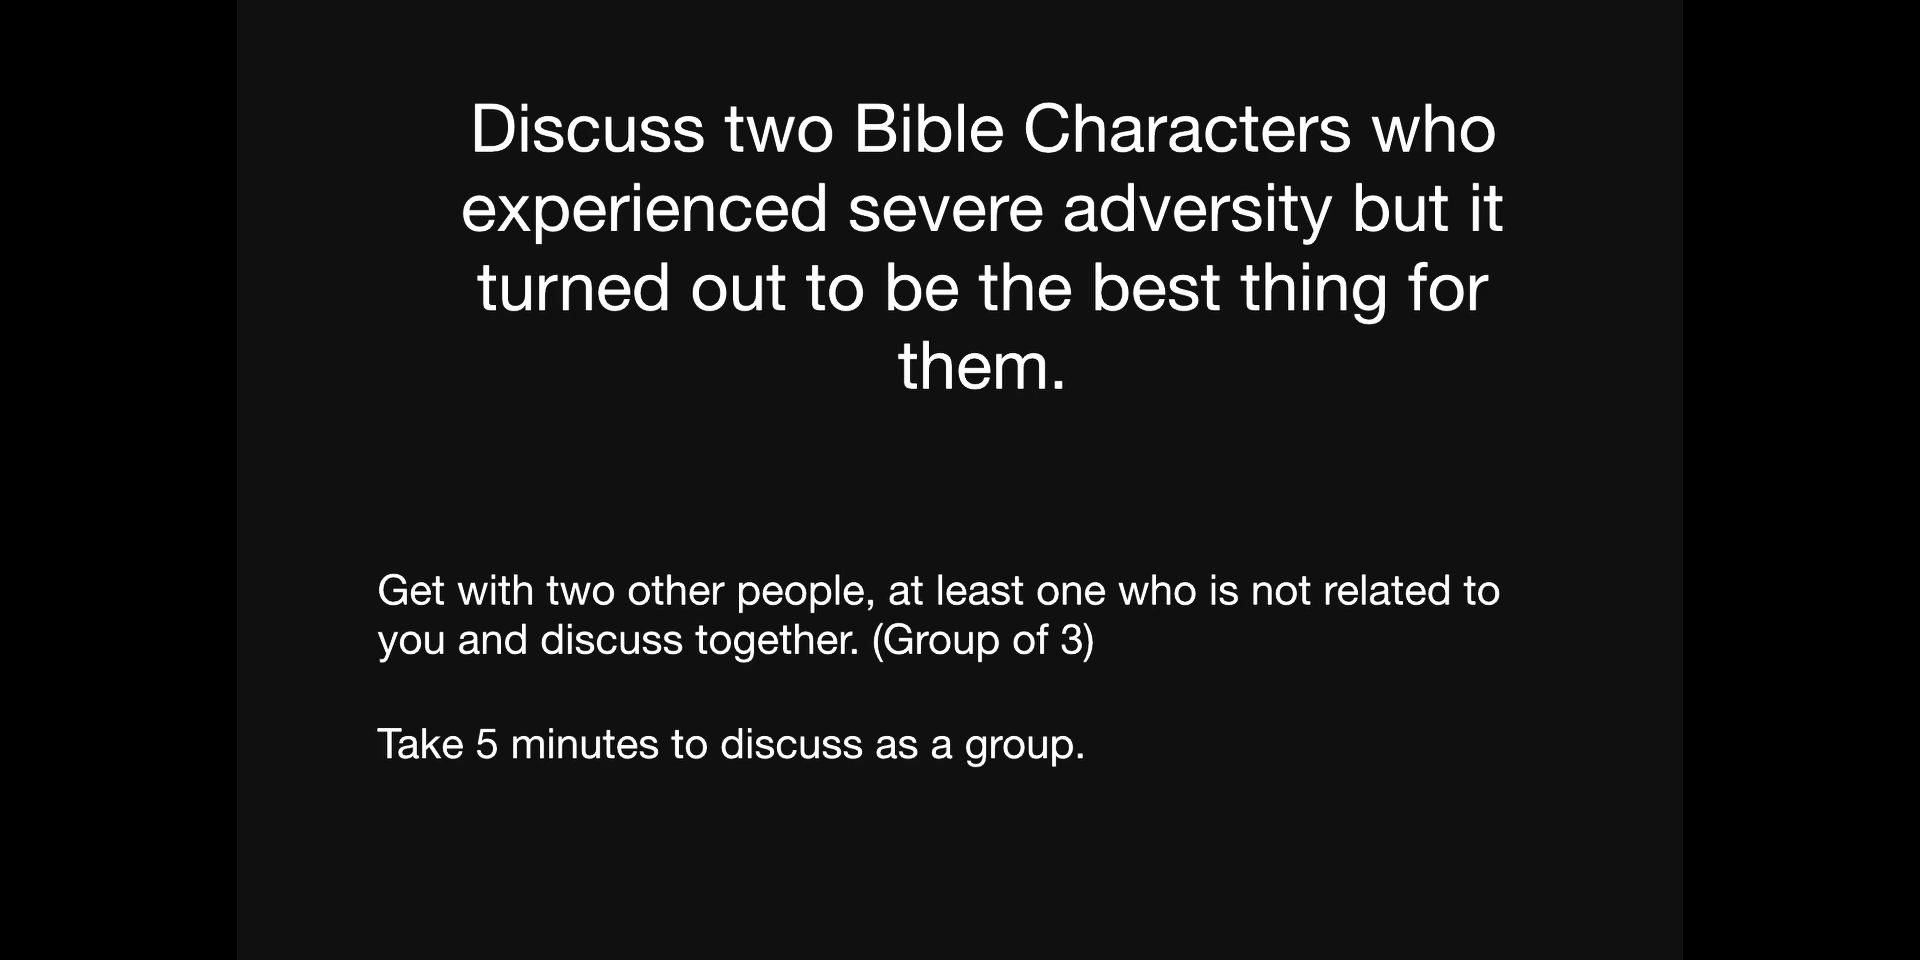 Discuss two Bible Characters who
experienced severe adversity but it
turned out to be the best thing for
them.
Get with two other people, at least one who is not related to
you and discuss together. (Group of 3)
Take 5 minutes to discuss as a group.